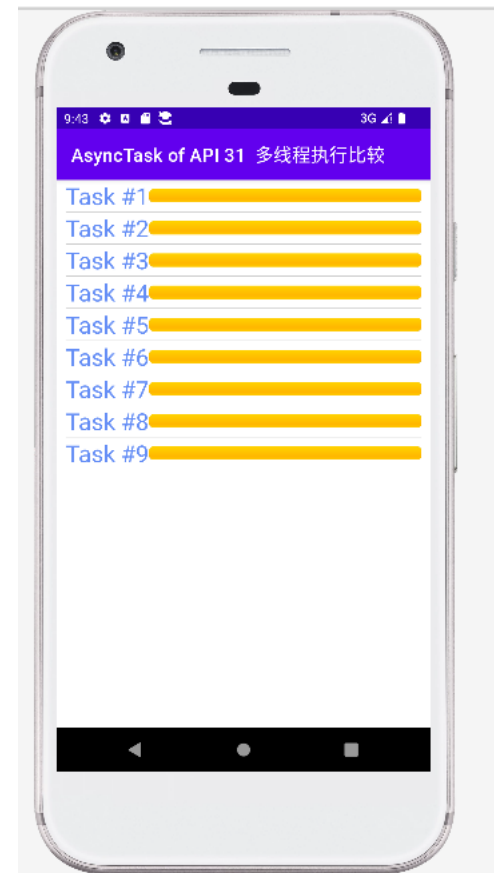 9:43 3G
AsyncTask of API 31 多线程执行比较
Task #1
Task #2
Task #3
Task #4
Task #5
Task #6
Task #7
Task #8
Task #9